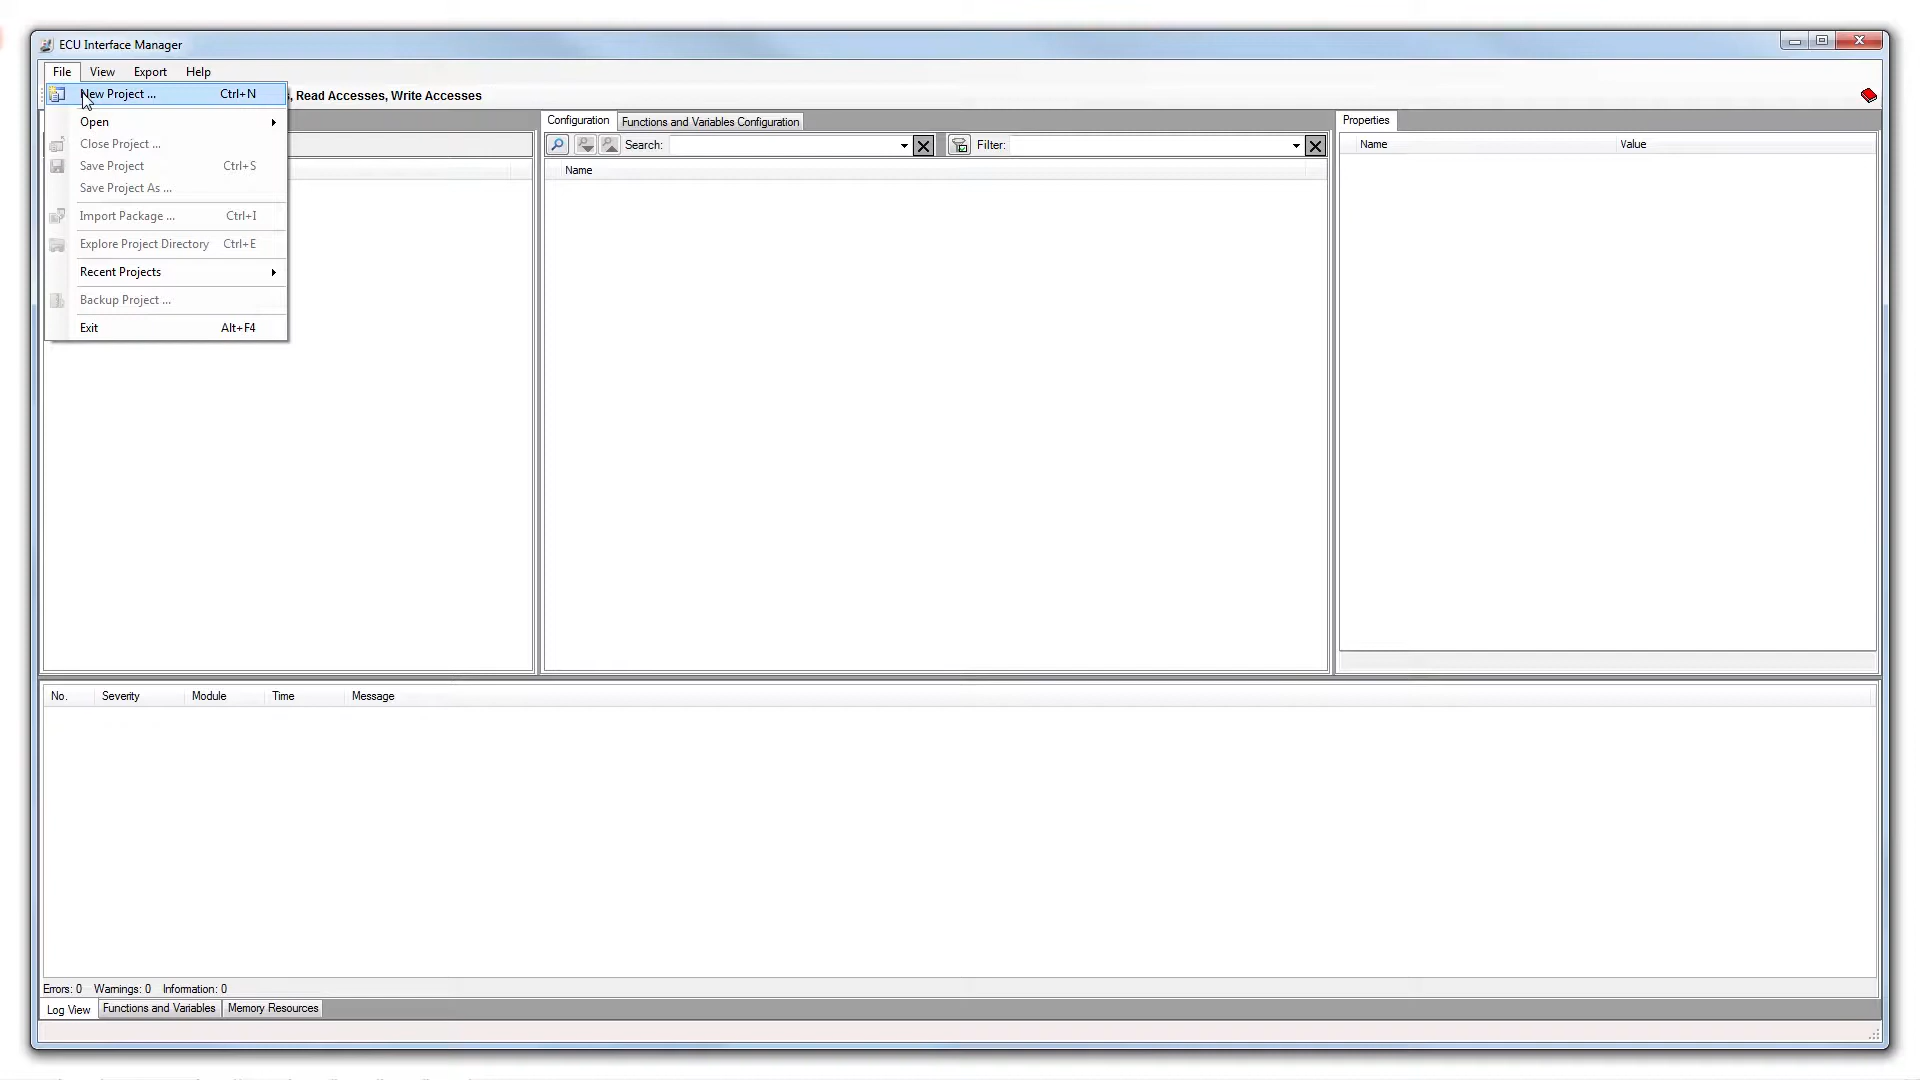 ECU Interface Manager
File View Export Help
New Project ... Ctrl+N
, Read Accesses, Write Accesses
Open
Close Project ...
Save Project Ctrl+S
Save Project As ...
Import Package ... Ctrl+I
Explore Project Directory Ctrl+E
Recent Projects
Backup Project ...
Exit Alt+F4
Configuration Functions and Variables Configuration
Search: Filter:
Name
Properties
Name Value
No. Severity Module Time Message
Errors: 0 Warnings: 0 Information: 0
Log View Functions and Variables Memory Resources